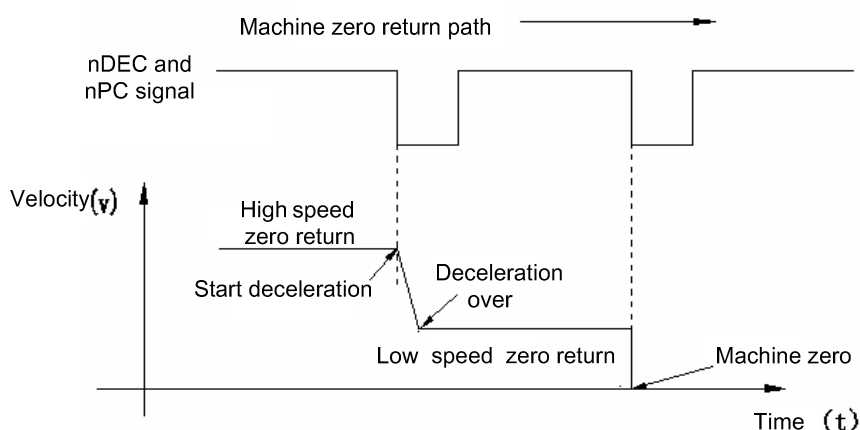 Machine zero return path
nDEC and
nPC signal
Velocity(v)
High speed
zero return
Start deceleration
Deceleration
over
Low speed zero return
Machine zero
Time (t)